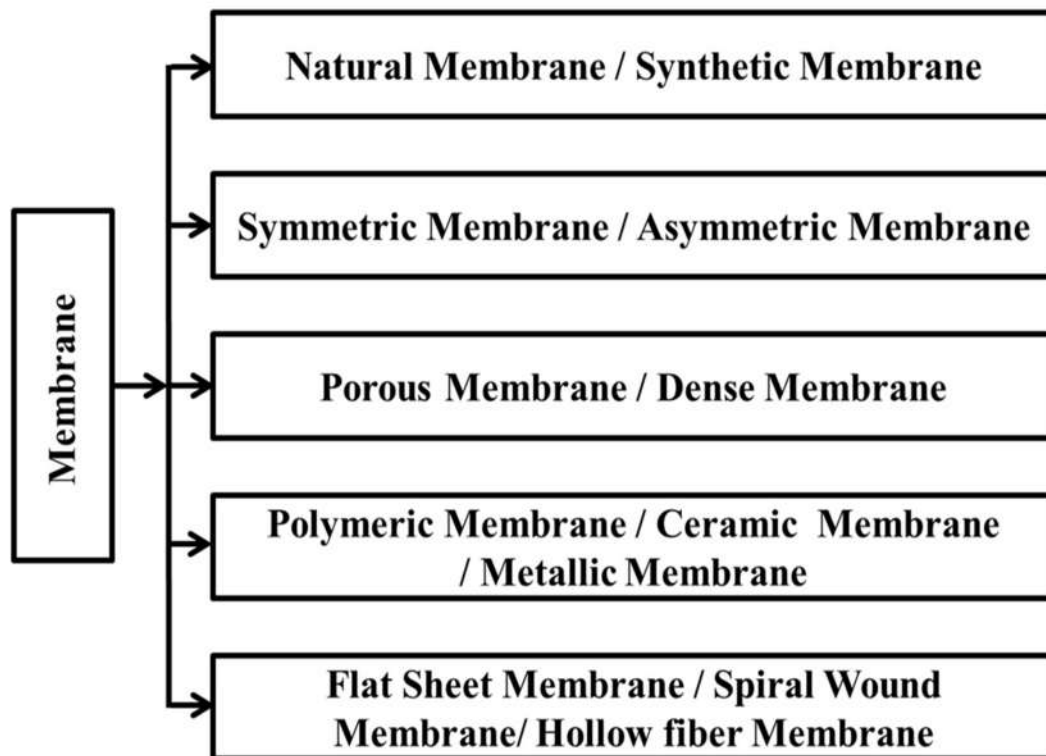 Membrane
Natural Membrane / Synthetic Membrane
Symmetric Membrane / Asymmetric Membrane
Porous Membrane / Dense Membrane
Polymeric Membrane / Ceramic Membrane
/ Metallic Membrane
Flat Sheet Membrane / Spiral Wound
Membrane/ Hollow fiber Membrane